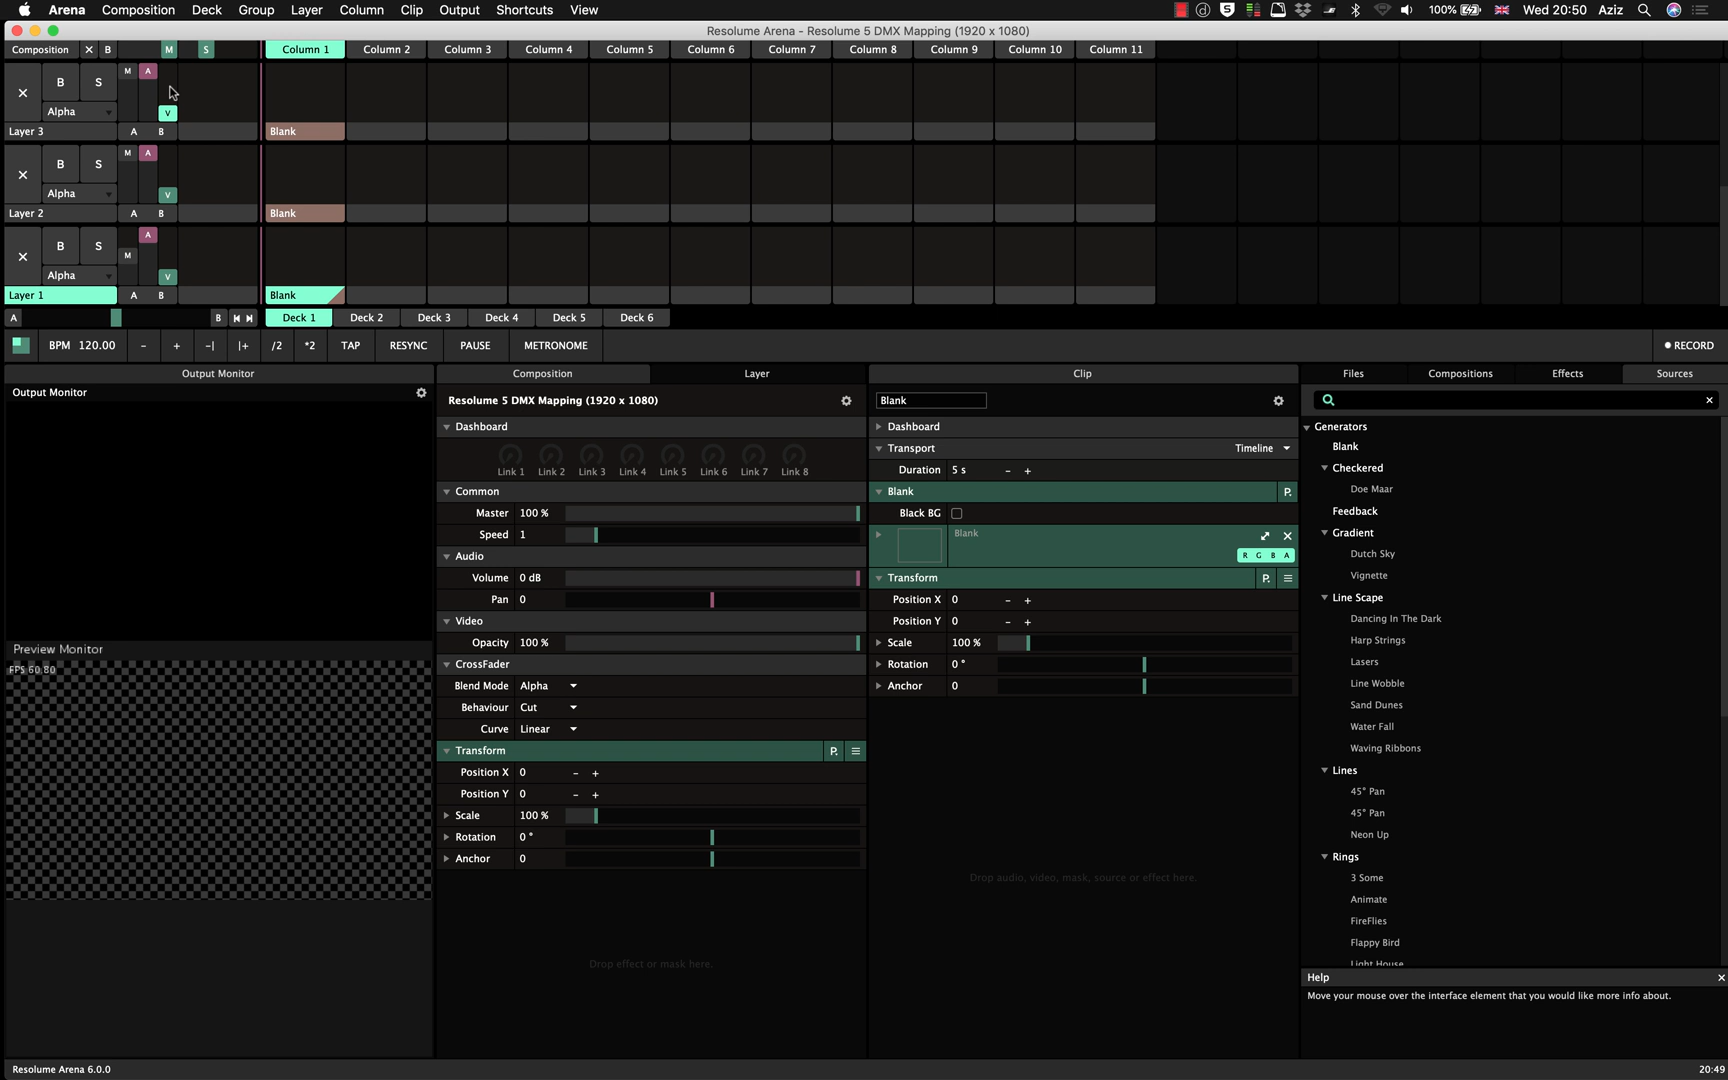 Arena Composition Deck Group Layer Column Clip Output Shortcuts View 100% Wed 20:50 Aziz
Resolume Arena - Resolume 5 DMX Mapping (1920 x 1080)
Composition B M S Column 1 Column 2 Column 3 Column 4 Column 5 Column 6 Column 7 Column 8 Column 9 Column 10 Column 11
B S M A
Alpha V
Layer 3 A B Blank
B S M A
Alpha V
Layer 2 A B Blank
B S A
M
Alpha V
Layer 1 A B Blank
A B Deck 1 Deck 2 Deck 3 Deck 4 Deck 5 Deck 6
BPM 120.00 - + -| |+ /2 *2 TAP RESYNC PAUSE METRONOME RECORD
Output Monitor Composition Layer Clip Files Compositions Effects Sources
Output Monitor
Preview Monitor
FPS 60.80
Resolume 5 DMX Mapping (1920 x 1080)
Dashboard
Link 1 Link 2 Link 3 Link 4 Link 5 Link 6 Link 7 Link 8
Common
Master 100 %
Speed 1
Audio
Volume 0 dB
Pan 0
Video
Opacity 100 %
CrossFader
Blend Mode Alpha
Behaviour Cut
Curve Linear
Transform P.
Position X 0 - +
Position Y 0 - +
Scale 100 %
Rotation 0 °
Anchor 0
Drop effect or mask here.
Blank
Dashboard
Transport Timeline
Duration 5 s - +
Blank P.
Black BG
Blank
R G B A
Transform P.
Position X 0 - +
Position Y 0 - +
Scale 100 %
Rotation 0 °
Anchor 0
Drop audio, video, mask, source or effect here.
Generators
Blank
Checkered
Doe Maar
Feedback
Gradient
Dutch Sky
Vignette
Line Scape
Dancing In The Dark
Harp Strings
Lasers
Line Wobble
Sand Dunes
Water Fall
Waving Ribbons
Lines
45° Pan
45° Pan
Neon Up
Rings
3 Some
Animate
FireFlies
Flappy Bird
Light House
Help
Move your mouse over the interface element that you would like more info about.
Resolume Arena 6.0.0 20:49